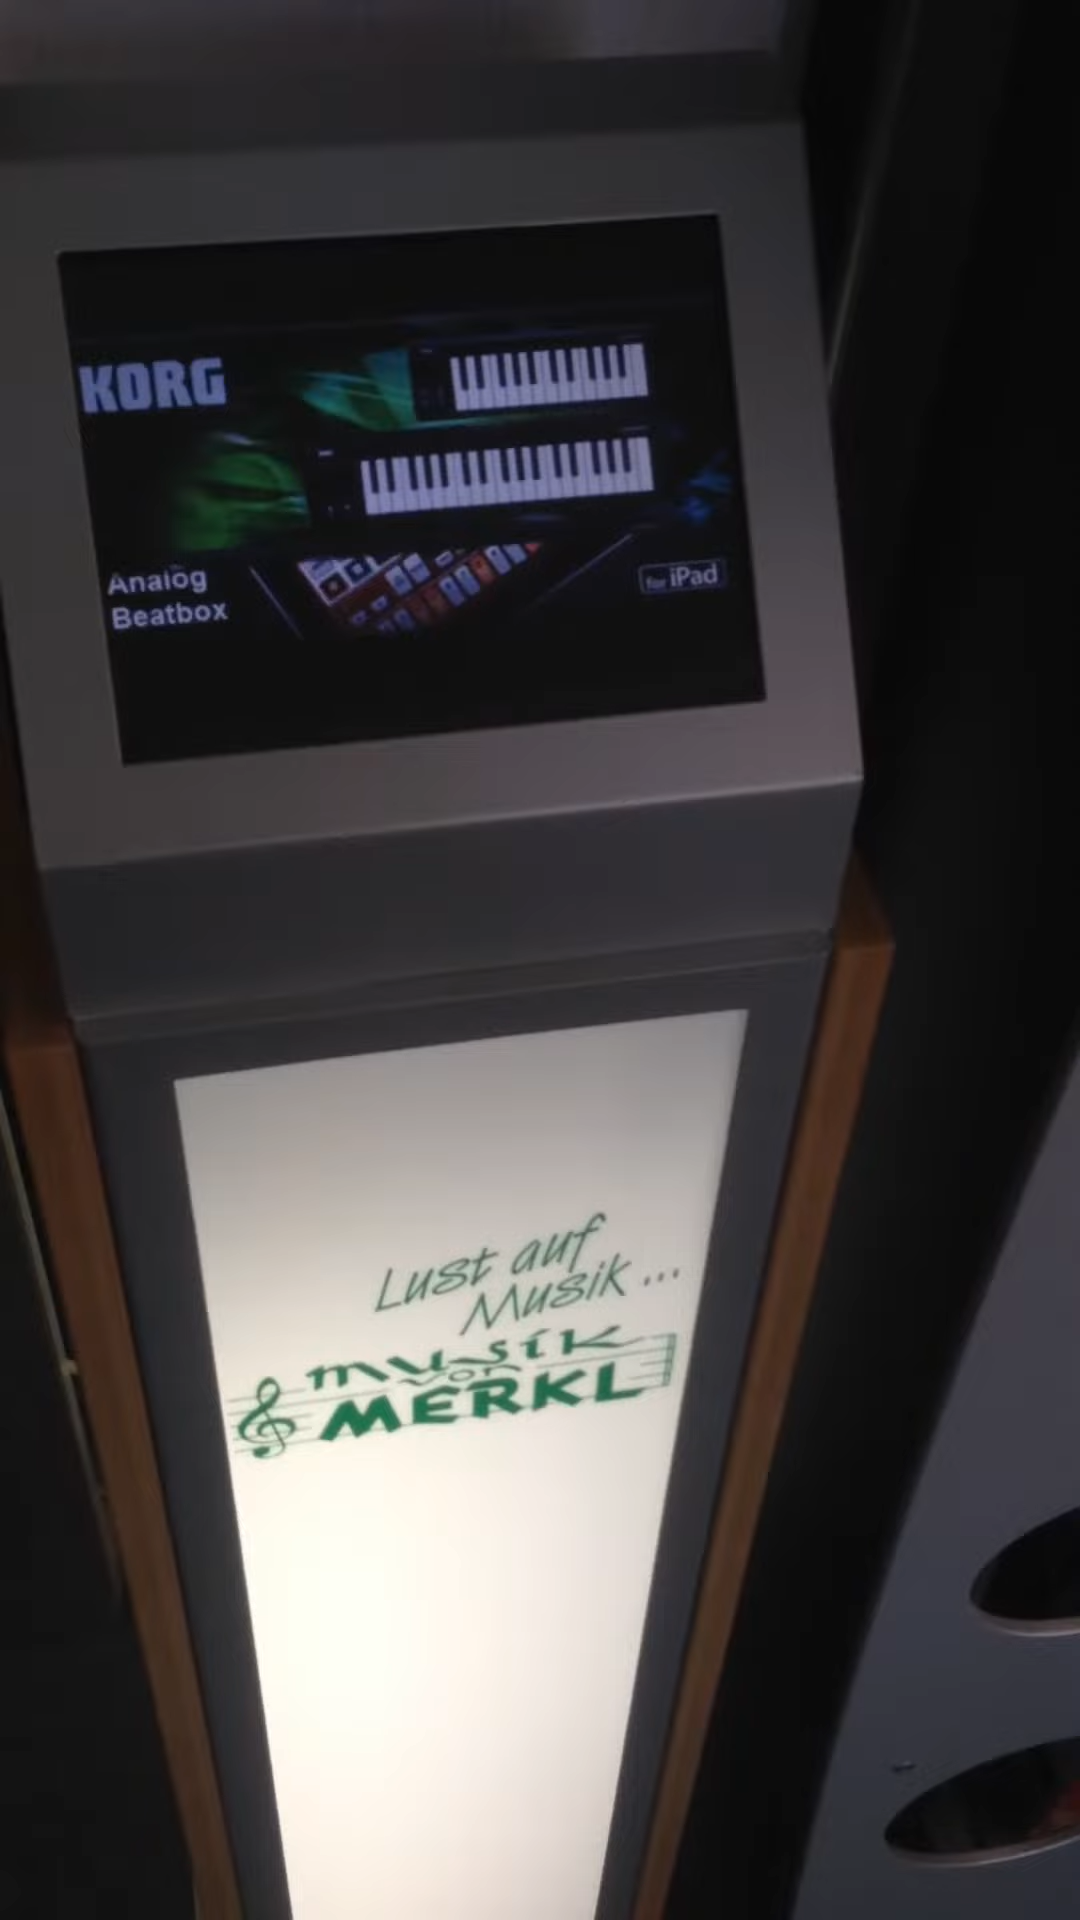 KORG
Analog
Beatbox
for iPad
Lust auf
Musik ...
musik
von
MERKL